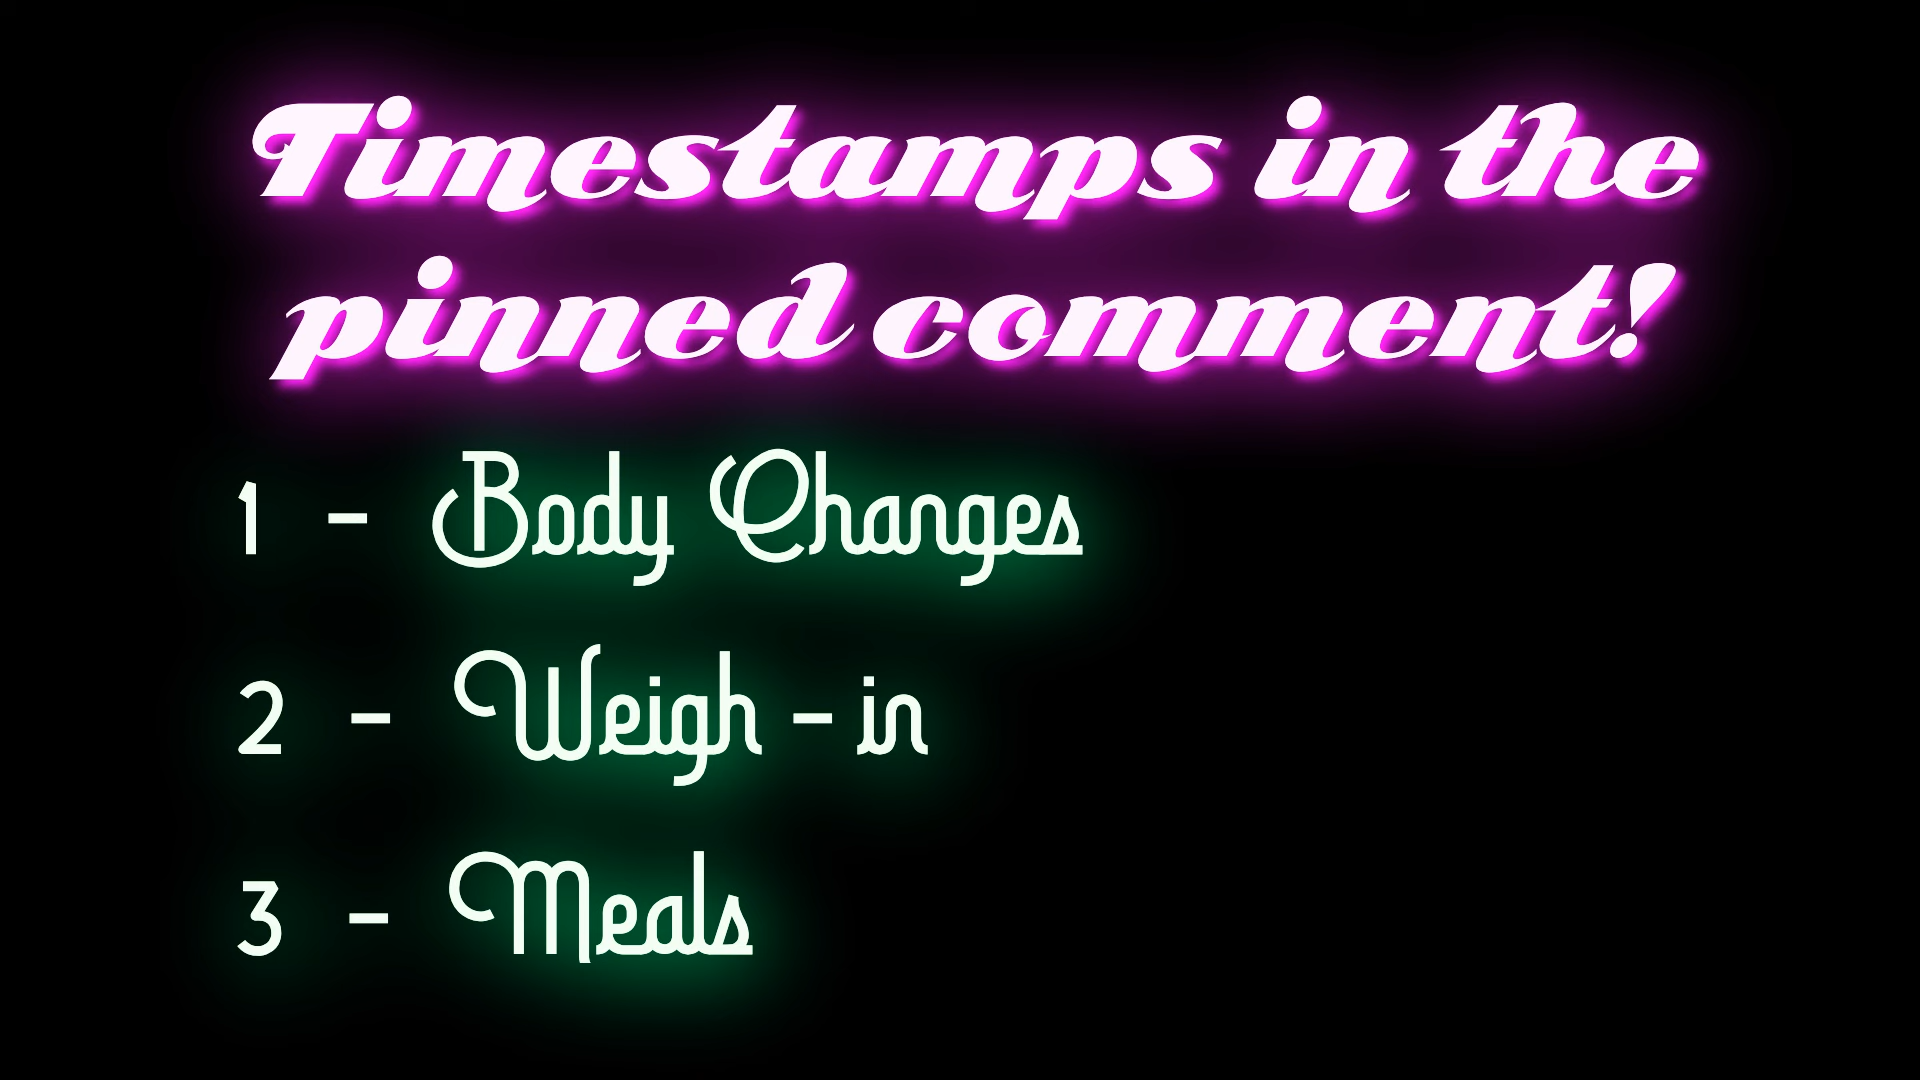 Timestamps in the
pinned comment!
1 - Body Changes
2 - Weigh - in
3 - Meals